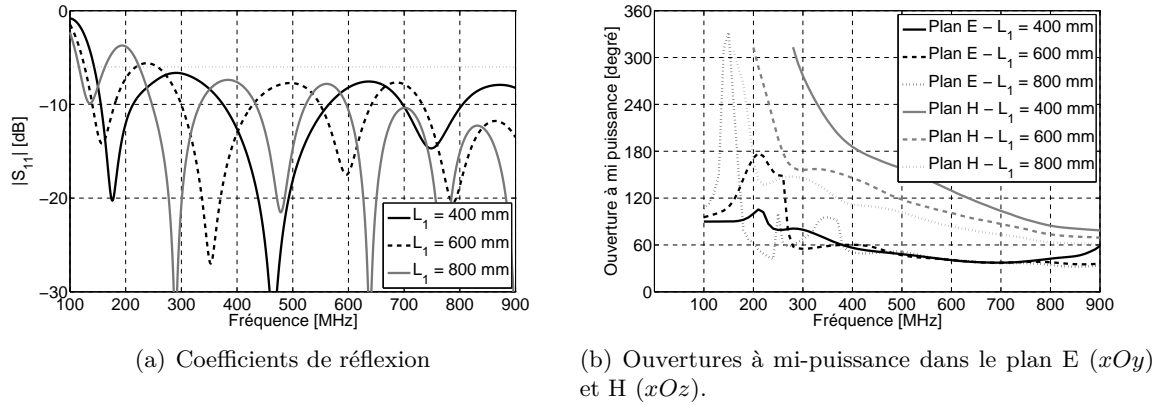 0
−10
−20
−30
|S11| [dB]
100 200 300 400 500 600 700 800 900
Fréquence [MHz]
L1 = 400 mm
L1 = 600 mm
L1 = 800 mm
(a) Coefficients de réflexion
360
300
240
180
120
60
0
Ouverture à mi puissance [degré]
100 200 300 400 500 600 700 800 900
Fréquence [MHz]
Plan E − L1 = 400 mm
Plan E − L1 = 600 mm
Plan E − L1 = 800 mm
Plan H − L1 = 400 mm
Plan H − L1 = 600 mm
Plan H − L1 = 800 mm
(b) Ouvertures à mi-puissance dans le plan E (xOy)
et H (xOz).